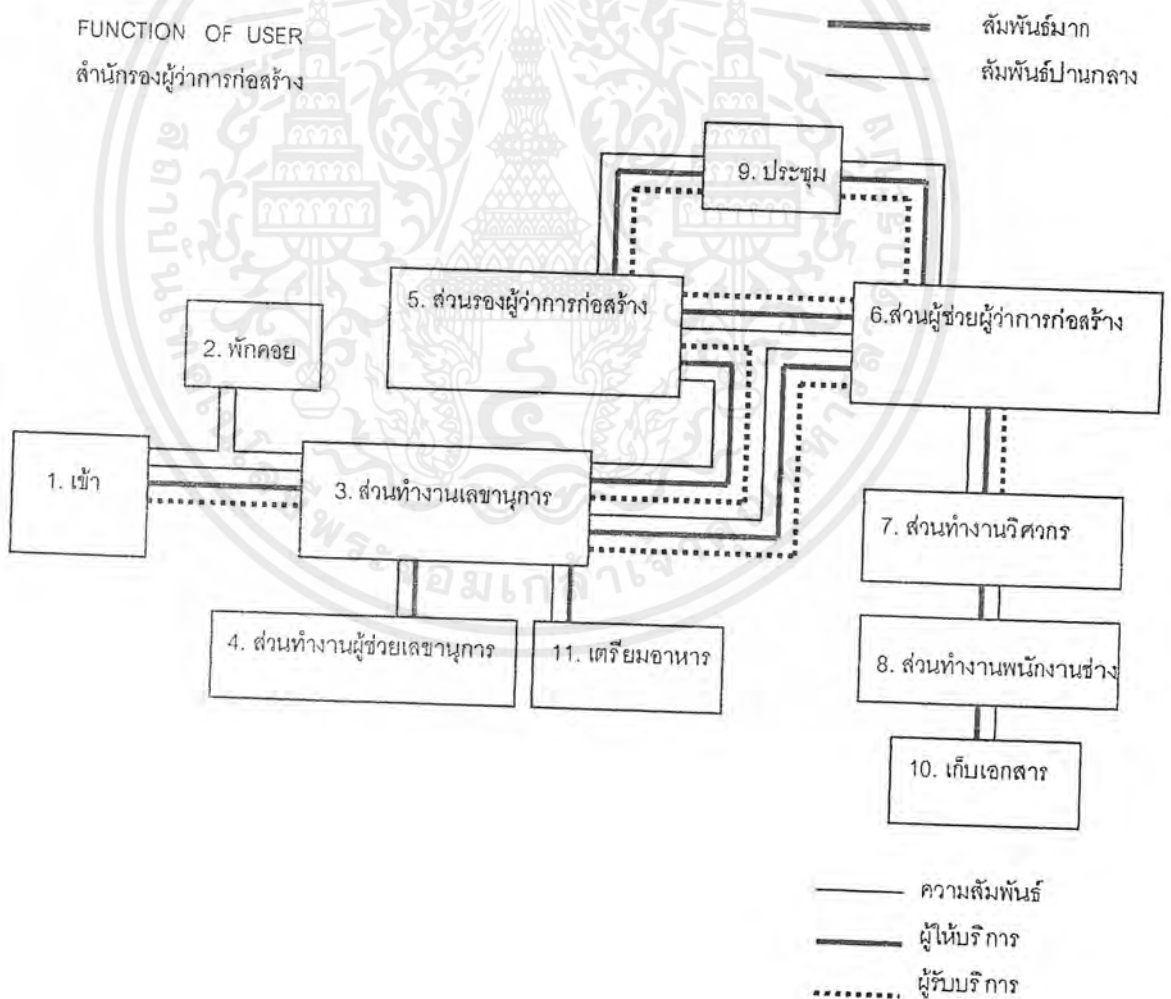 FUNCTION OF USER
สำนักรองผู้ว่าการก่อสร้าง
สัมพันธ์มาก
สัมพันธ์ปานกลาง
9. ประชุม
5. ส่วนรองผู้ว่าการก่อสร้าง
6.ส่วนผู้ช่วยผู้ว่าการก่อสร้าง
2. พักคอย
1. เข้า
3. ส่วนทำงานเลขานุการ
7. ส่วนทำงานวิศวกร
4. ส่วนทำงานผู้ช่วยเลขานุการ
11. เตรียมอาหาร
8. ส่วนทำงานพนักงานช่าง
10. เก็บเอกสาร
ความสัมพันธ์
ผู้ให้บริการ
ผู้รับบริการ